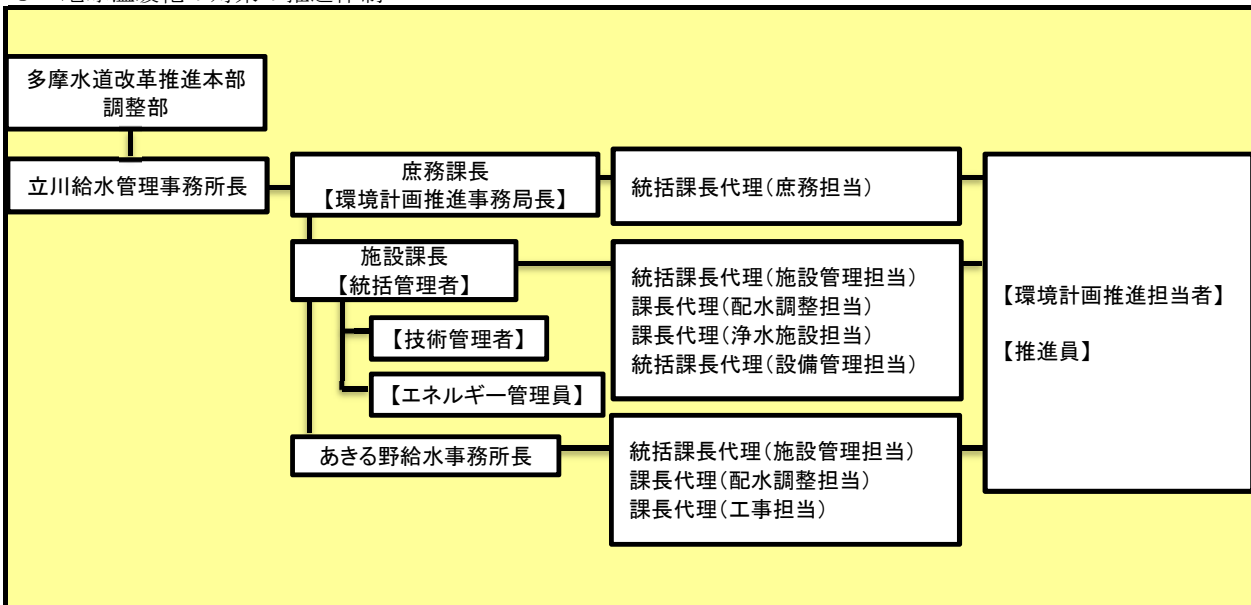 多摩水道改革推進本部
調整部
立川給水管理事務所長
庶務課長
【環境計画推進事務局長】
統括課長代理(庶務担当)
施設課長
【統括管理者】
【技術管理者】
【エネルギー管理員】
統括課長代理(施設管理担当)
課長代理(配水調整担当)
課長代理(浄水施設担当)
統括課長代理(設備管理担当)
あきる野給水事務所長
統括課長代理(施設管理担当)
課長代理(配水調整担当)
課長代理(工事担当)
【環境計画推進担当者】
【推進員】